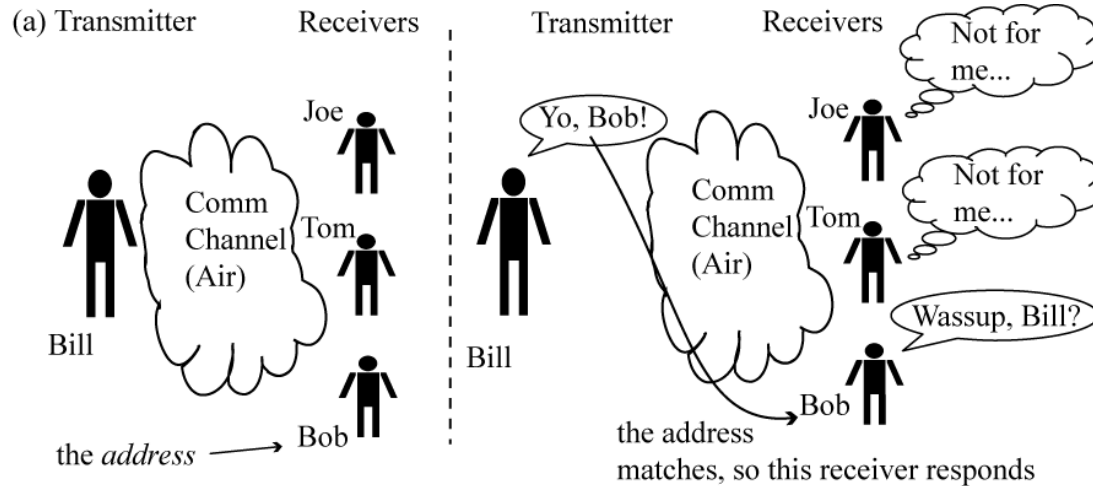 (a) Transmitter
Receivers
Joe
Comm
Channel
(Air)
Tom
Bill
Bob
the address
Transmitter
Receivers
Not for
me...
Yo, Bob!
Joe
Comm
Channel
(Air)
Not for
me...
Tom
Wassup, Bill?
Bill
Bob
the address
matches, so this receiver responds